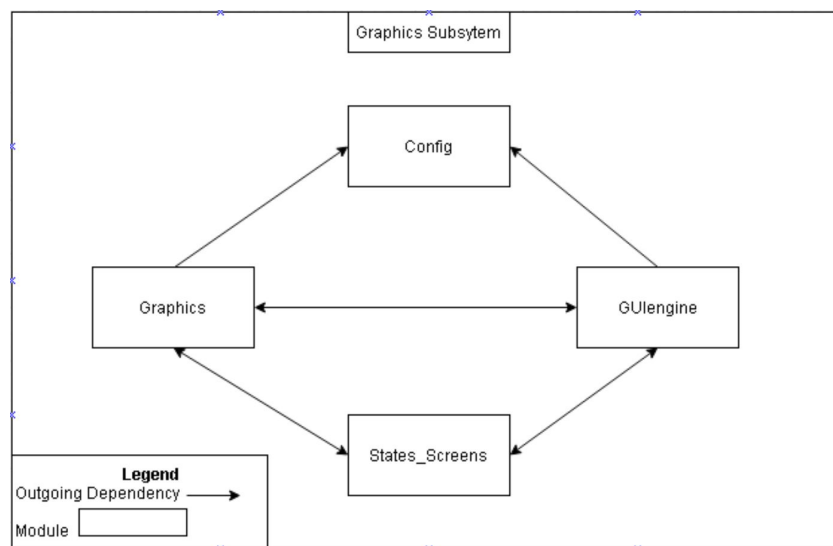 Graphics Subsytem
Config
Graphics
GUIengine
States_Screens
Legend
Outgoing Dependency
Module